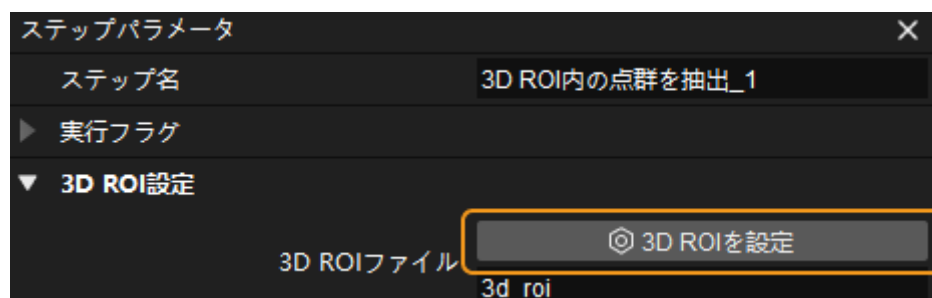 ステップパラメータ
ステップ名 3D ROI内の点群を抽出_1
実行フラグ
3D ROI設定
3D ROIを設定
3D ROIファイル
3d_roi